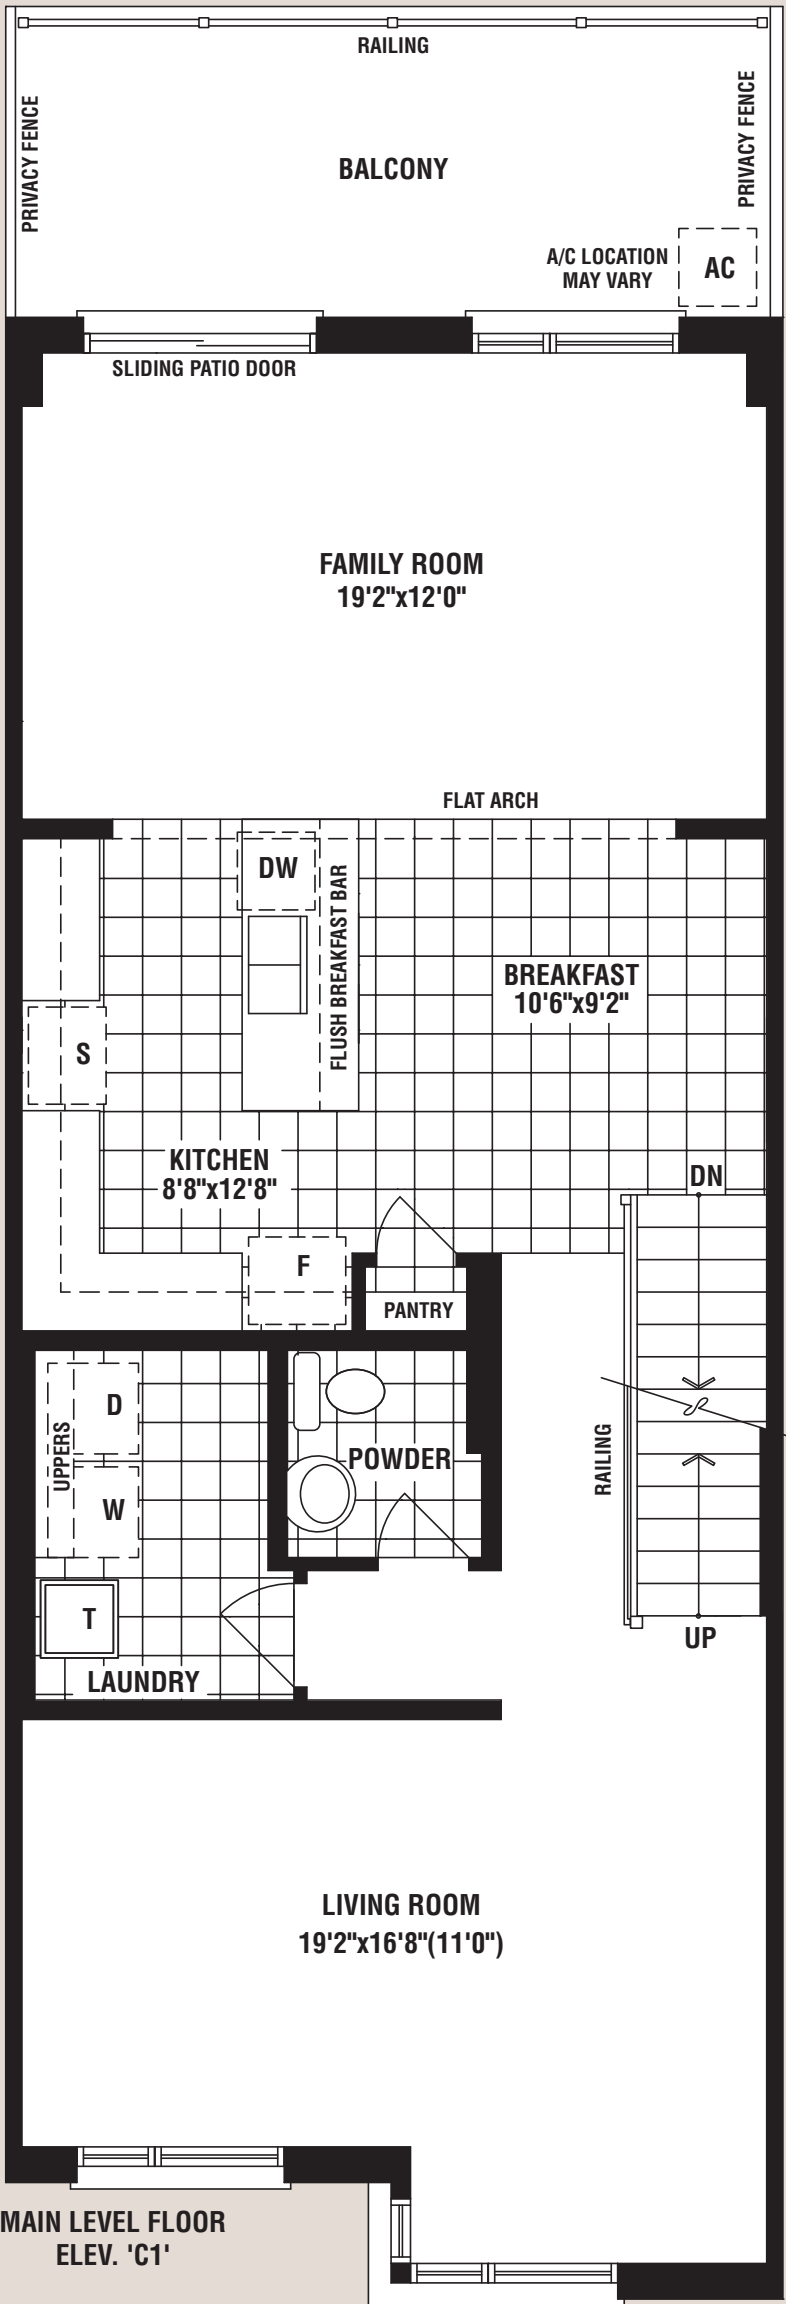 RAILING
PRIVACY FENCE
PRIVACY FENCE
BALCONY
A/C LOCATION
MAY VARY
AC
SLIDING PATIO DOOR
FAMILY ROOM
19'2"x12'0"
FLAT ARCH
DW
FLUSH BREAKFAST BAR
BREAKFAST
10'6"x9'2"
S
KITCHEN
8'8"x12'8"
DN
F
PANTRY
D
UPPERS
W
POWDER
RAILING
T
UP
LAUNDRY
LIVING ROOM
19'2"x16'8"(11'0")
MAIN LEVEL FLOOR
ELEV. 'C1'